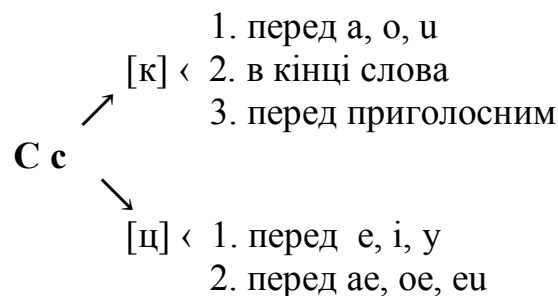 1. перед a, o, u
[к] ‹ 2. в кінці слова
3. перед приголосним
C c
[ц] ‹ 1. перед e, i, y
2. перед ae, oe, eu